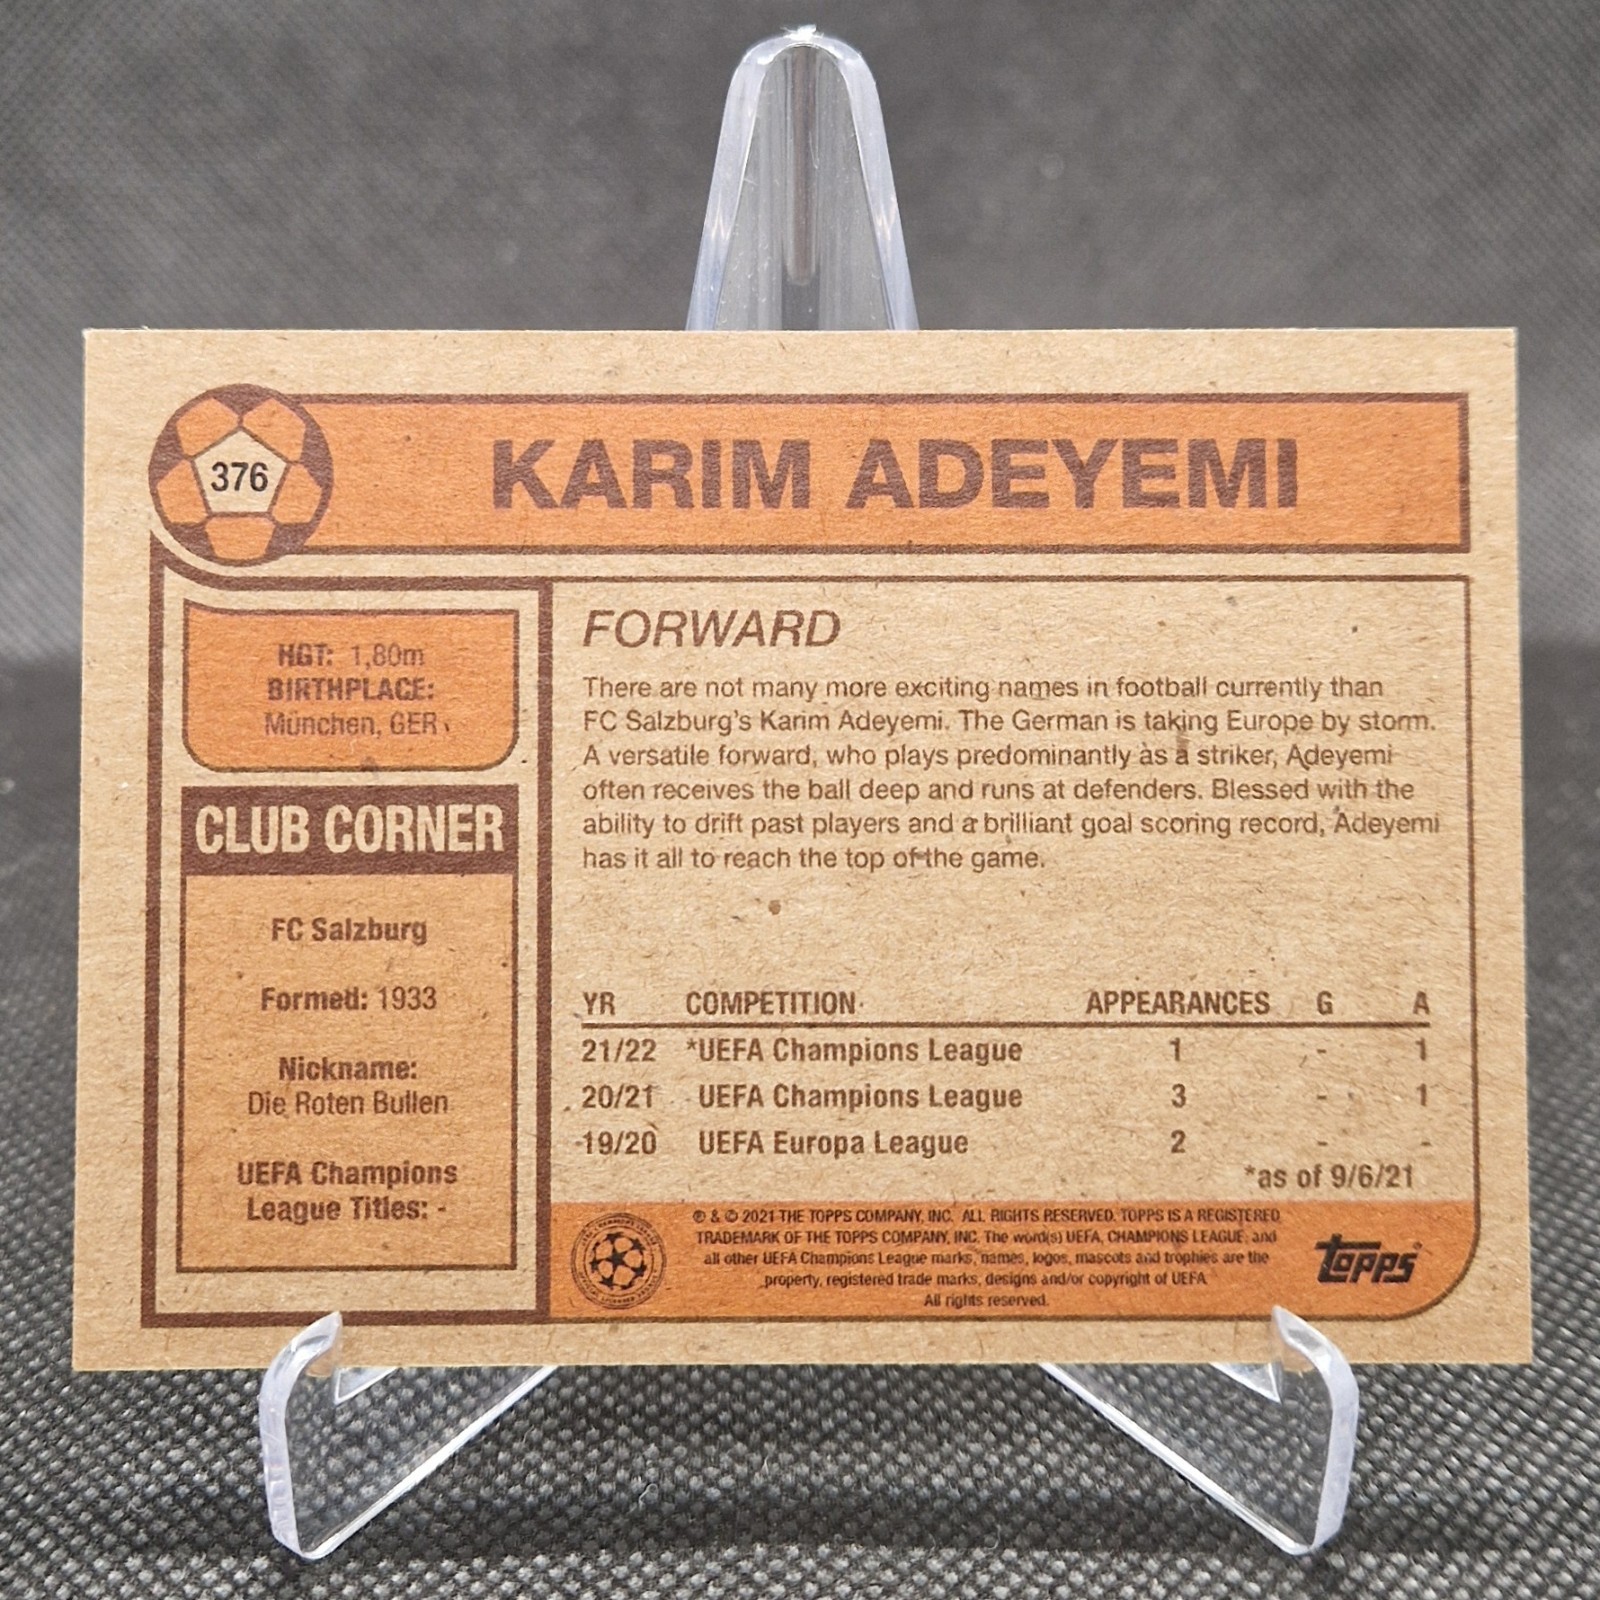 376
KARIM ADEYEMI
HGT: 1,80m
BIRTHPLACE:
München, GER
CLUB CORNER
FC Salzburg
Formed: 1933
Nickname:
Die Roten Bullen
UEFA Champions
League Titles: -
FORWARD
There are not many more exciting names in football currently than
FC Salzburg's Karim Adeyemi. The German is taking Europe by storm.
A versatile forward, who plays predominantly as a striker, Adeyemi
often receives the ball deep and runs at defenders. Blessed with the
ability to drift past players and a brilliant goal scoring record, Adeyemi
has it all to reach the top of the game.
YR COMPETITION APPEARANCES G A
21/22 *UEFA Champions League 1 - 1
20/21 UEFA Champions League 3 - 1
19/20 UEFA Europa League 2 - -
*as of 9/6/21
® & © 2021 THE TOPPS COMPANY, INC. ALL RIGHTS RESERVED. TOPPS IS A REGISTERED
TRADEMARK OF THE TOPPS COMPANY, INC. The word(s) UEFA, CHAMPIONS LEAGUE, and
all other UEFA Champions League marks, names, logos, mascots and trophies are the
property, registered trade marks, designs and/or copyright of UEFA
All rights reserved.
topps